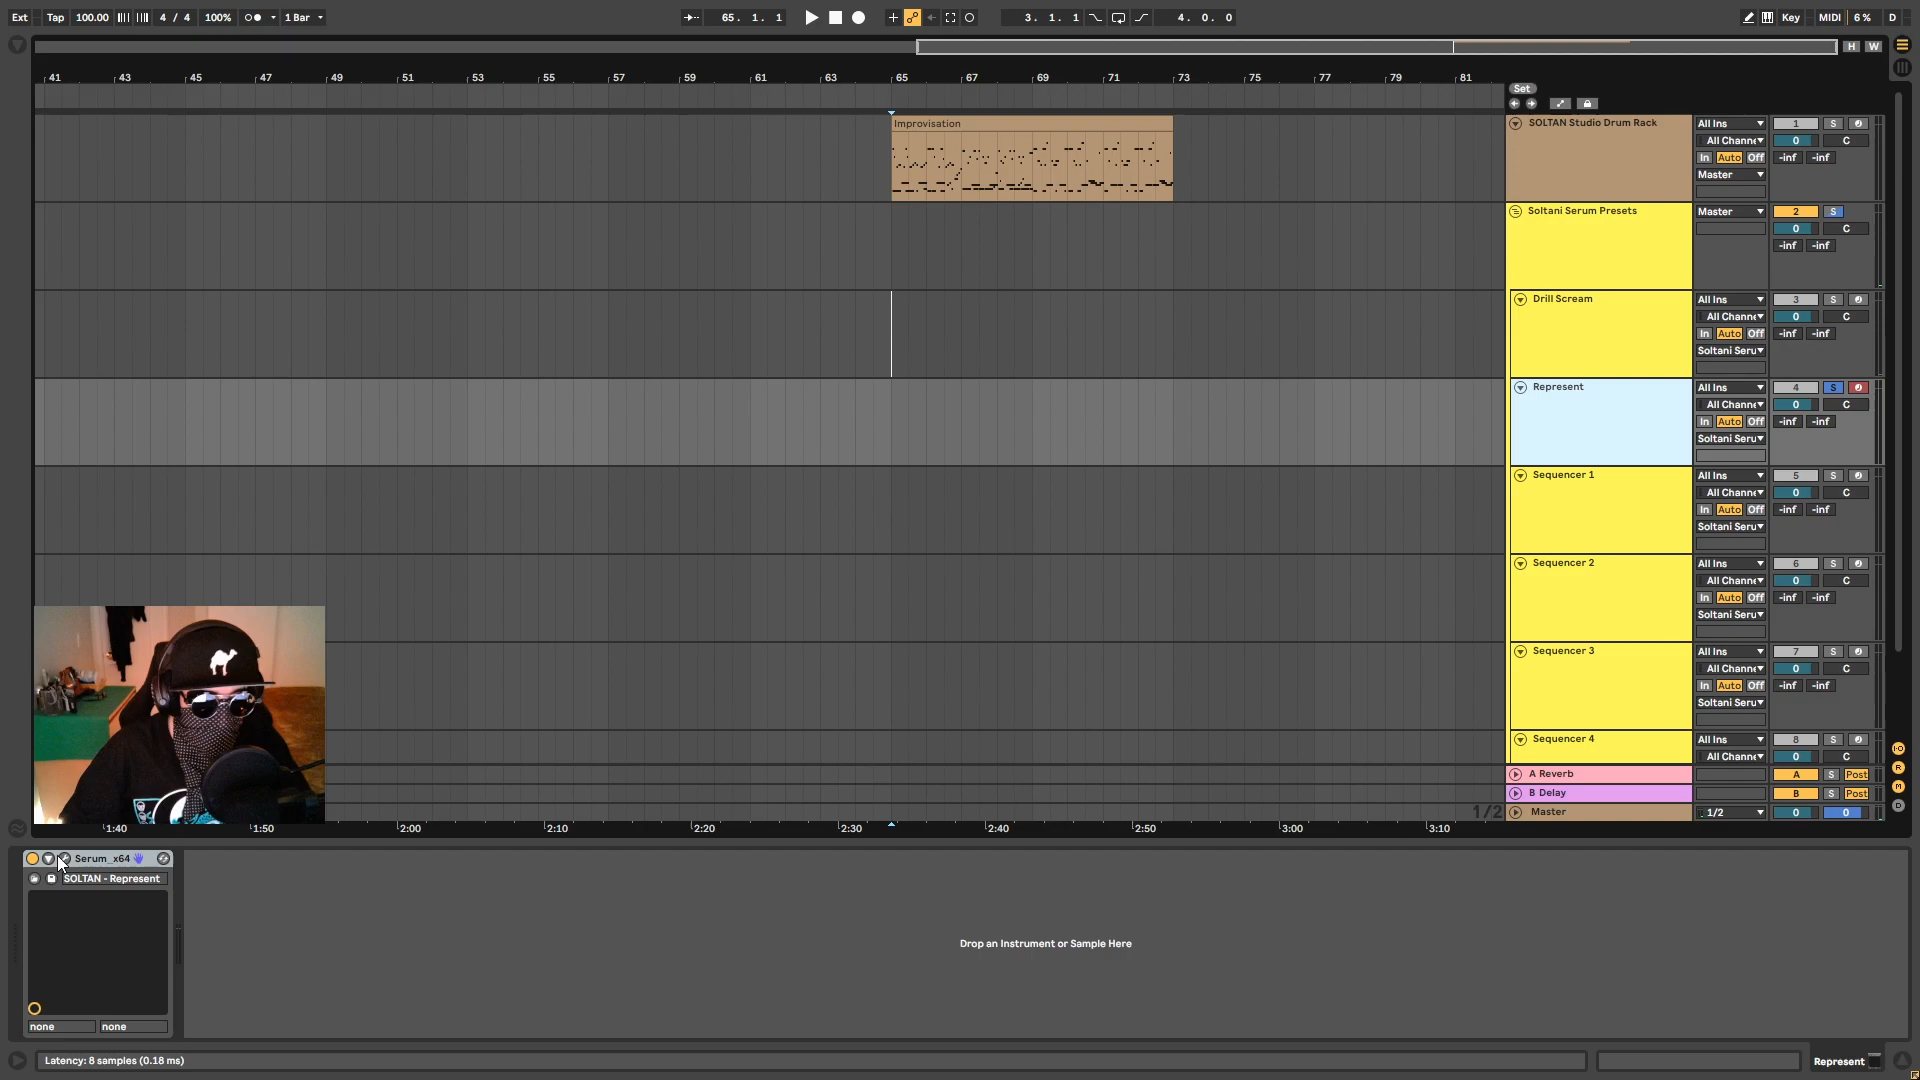 Ext Tap 100.00 4 / 4 100% 1 Bar 65. 1. 1 3. 1. 1 4. 0. 0 Key MIDI 6 % D
H W
41 43 45 47 49 51 53 55 57 59 61 63 65 67 69 71 73 75 77 79 81
Set
Improvisation
SOLTAN Studio Drum Rack All Ins 1 S
All Channe 0 C
In Auto Off -inf -inf
Master
Soltani Serum Presets Master 2 S
0 C
-inf -inf
Drill Scream All Ins 3 S
All Channe 0 C
In Auto Off -inf -inf
Soltani Seru
Represent All Ins 4 S
All Channe 0 C
In Auto Off -inf -inf
Soltani Seru
Sequencer 1 All Ins 5 S
All Channe 0 C
In Auto Off -inf -inf
Soltani Seru
Sequencer 2 All Ins 6 S
All Channe 0 C
In Auto Off -inf -inf
Soltani Seru
Sequencer 3 All Ins 7 S
All Channe 0 C
In Auto Off -inf -inf
Soltani Seru
Sequencer 4 All Ins 8 S
All Channe 0 C
A Reverb A S Post
B Delay B S Post
1/2 Master 1/2 0 0
1:40 1:50 2:00 2:10 2:20 2:30 2:40 2:50 3:00 3:10
I·O
R
M
D
Serum_x64
SOLTAN - Represent
Drop an Instrument or Sample Here
none none
Latency: 8 samples (0.18 ms) Represent